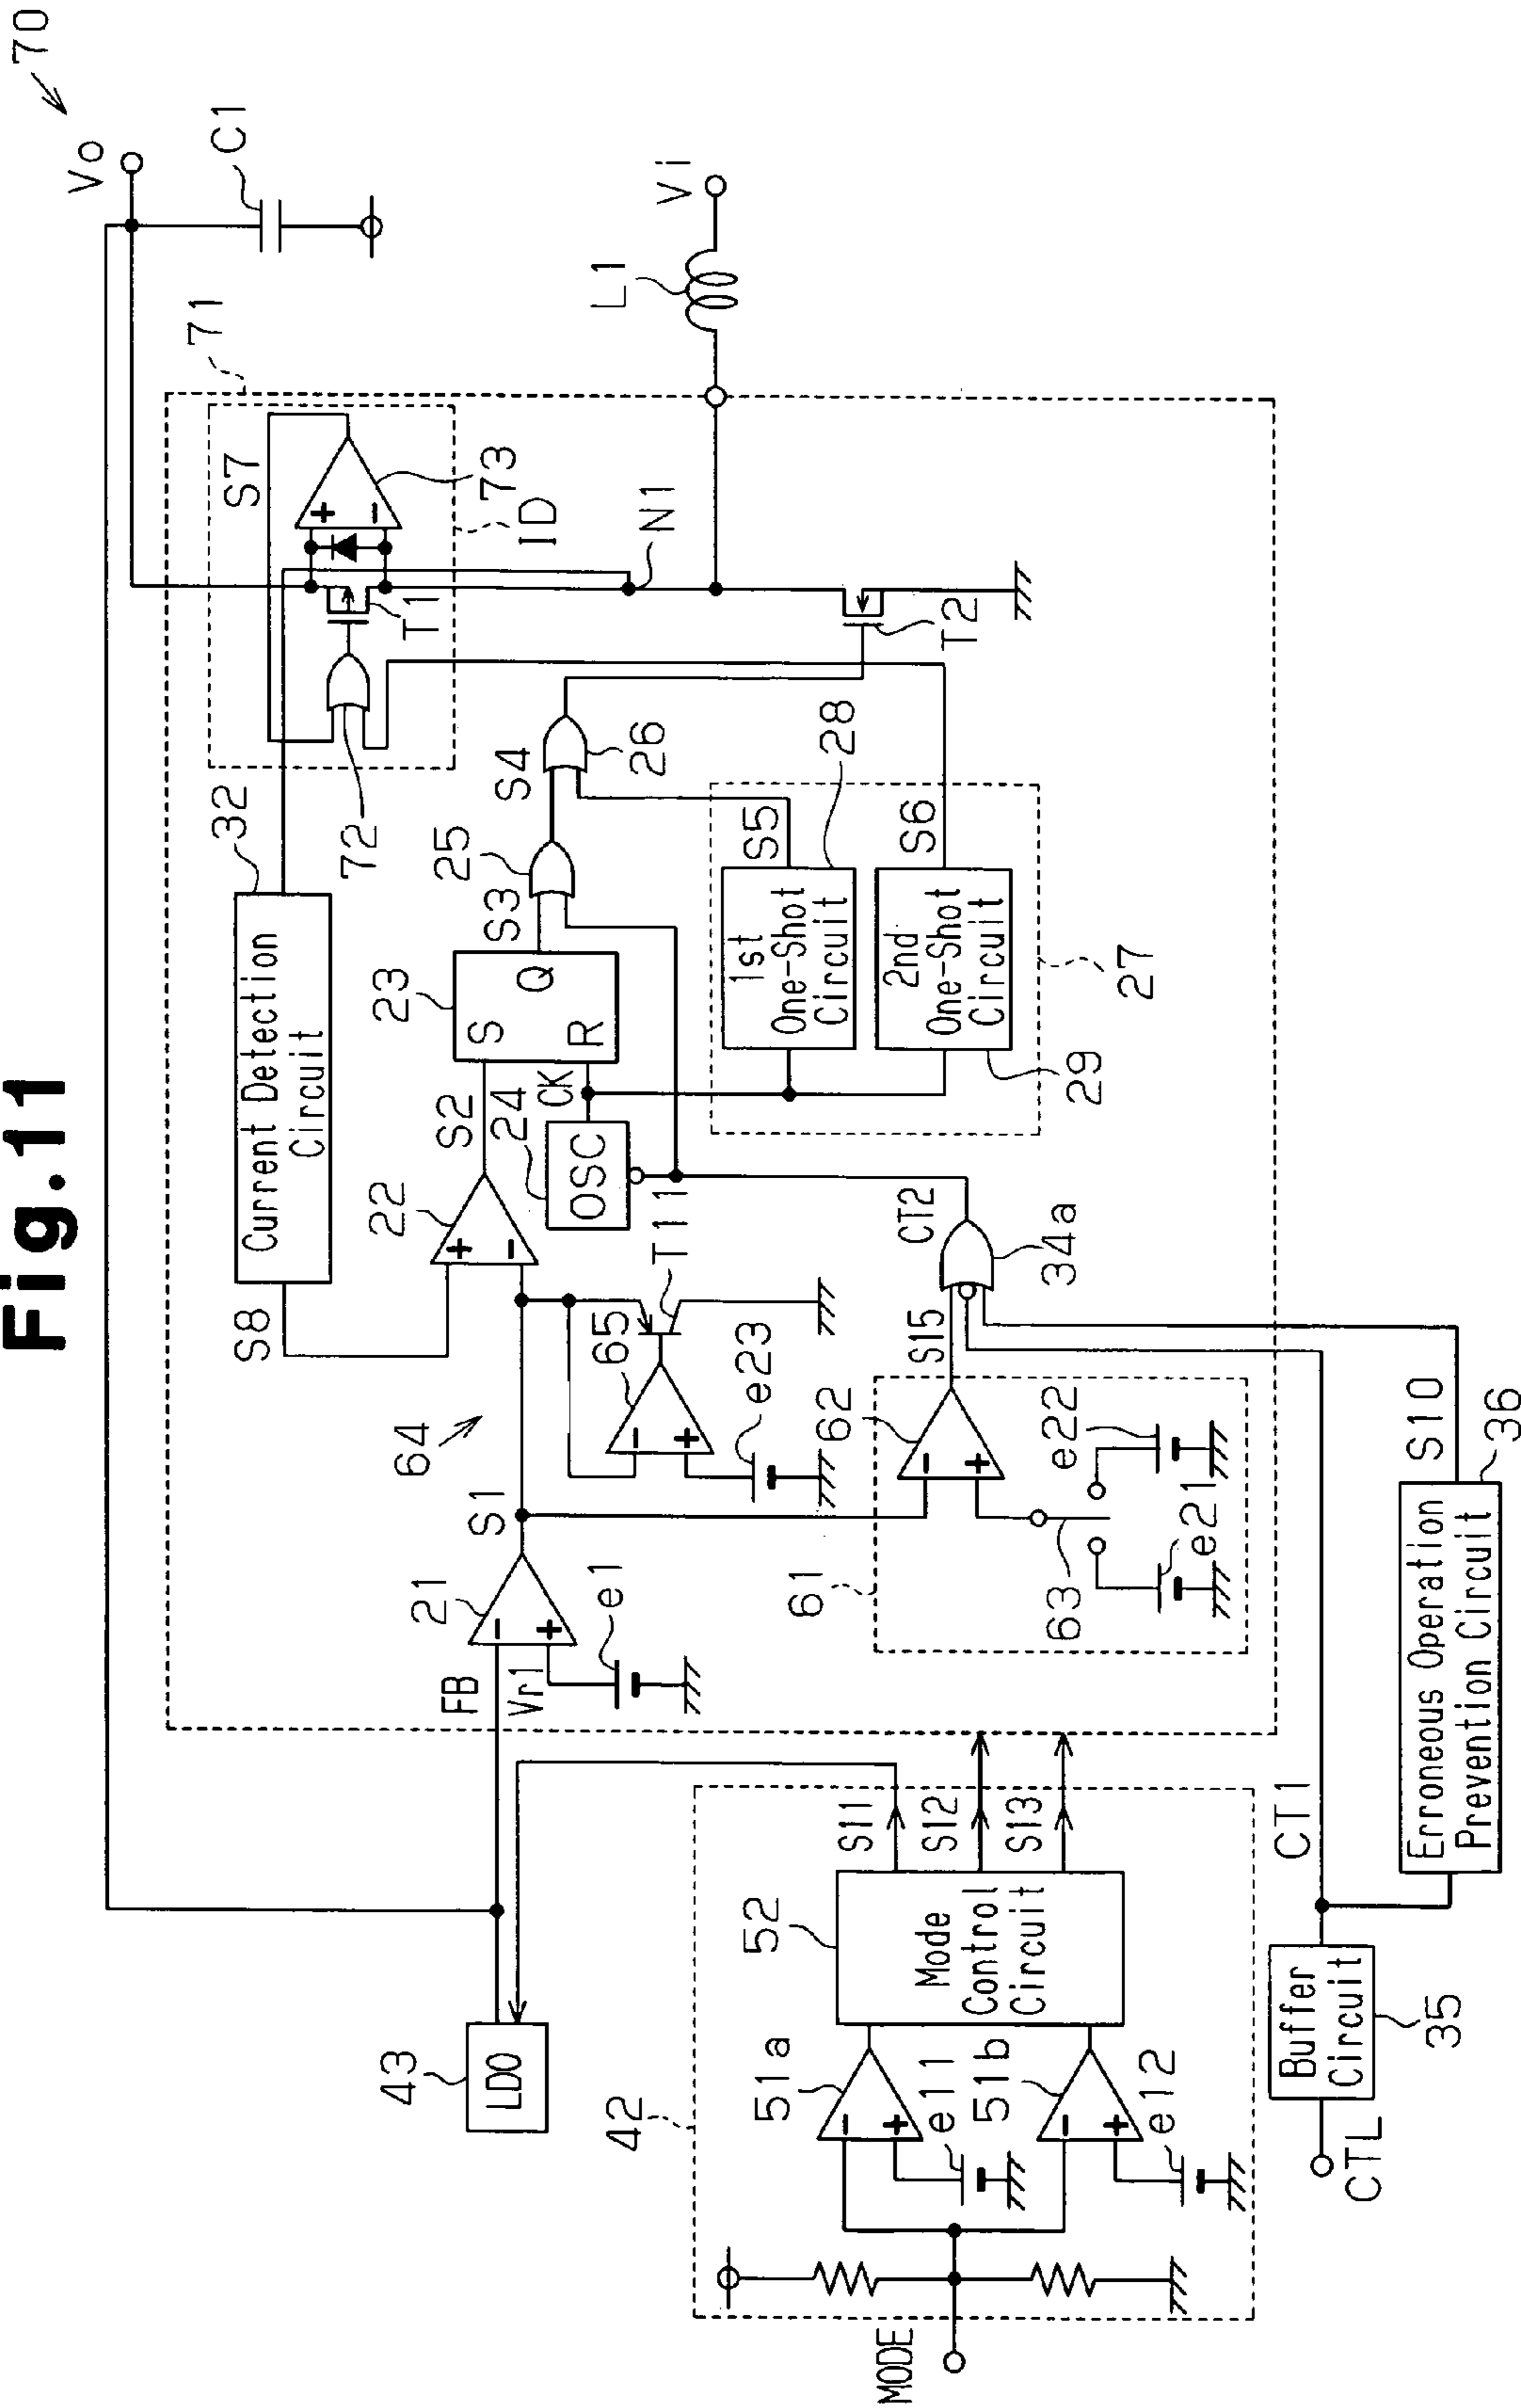 Fig.11
70
Vo
C1
71
S7
73
ID
T1
72
N1
L1
Vi
T2
32
Current Detection
Circuit
S8
22
S2
23
S
R
Q
S3
25
S4
26
24
CK
OSC
1st
One-Shot
Circuit
S5
28
2nd
One-Shot
Circuit
S6
29
27
64
65
T11
e23
S1
21
FB
Vr1
e1
61
62
S15
63
e21
e22
CT2
34a
43
LDO
42
MODE
51a
e11
51b
e12
52
Mode
Control
Circuit
S11
S12
S13
CTL
Buffer
Circuit
35
CT1
Erroneous Operation
Prevention Circuit
36
S10